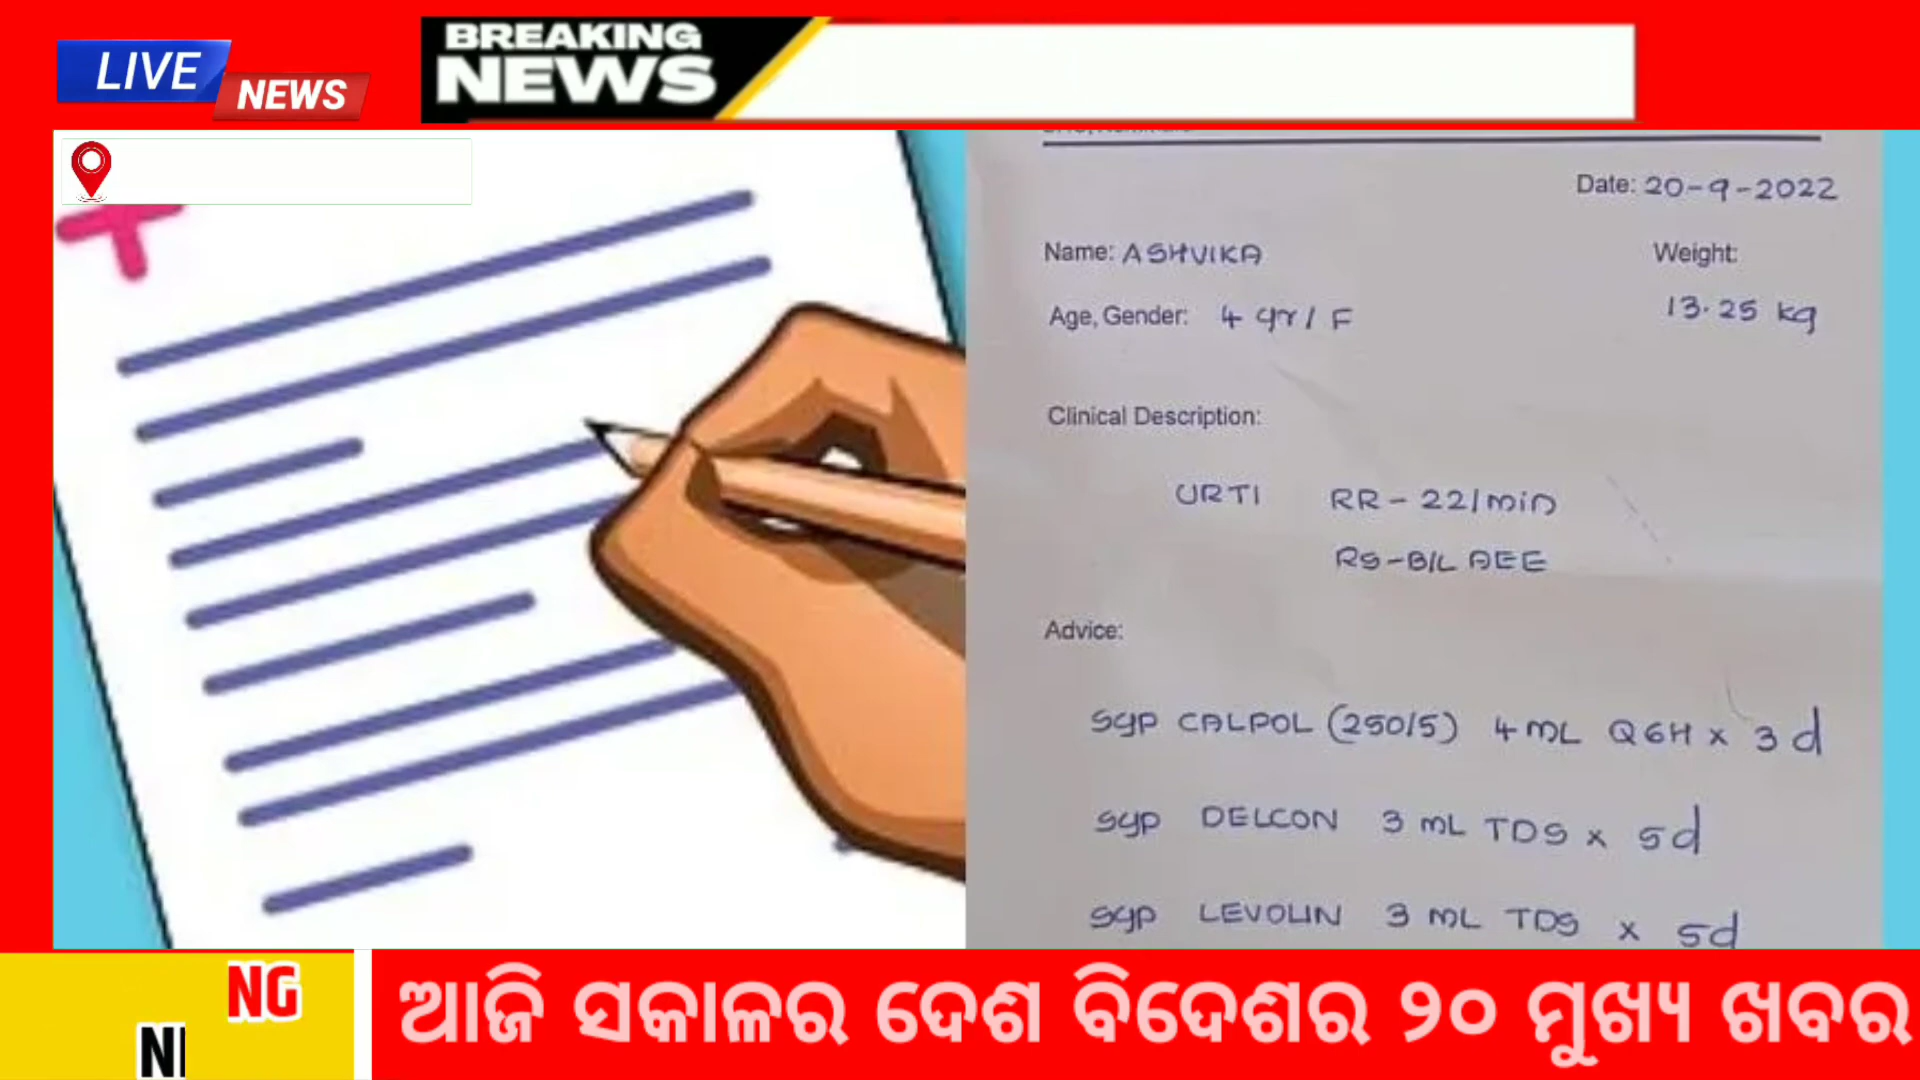 LIVE
NEWS
BREAKING
NEWS
Date: 20-9-2022
Name: ASHVIKA
Weight:
13.25 kg
Age, Gender: 4 yr / F
Clinical Description:
URTI RR - 22/min
RS - B/L AEE
Advice:
Syp CALPOL (250/5) 4 mL Q6H x 3 d
Syp DELCON 3 mL TDS x 5d
Syp LEVOLIN 3 mL TDS x 5d
NG
ଆଜି ସକାଳର ଦେଶ ବିଦେଶର ୨୦ ମୁଖ୍ୟ ଖବର